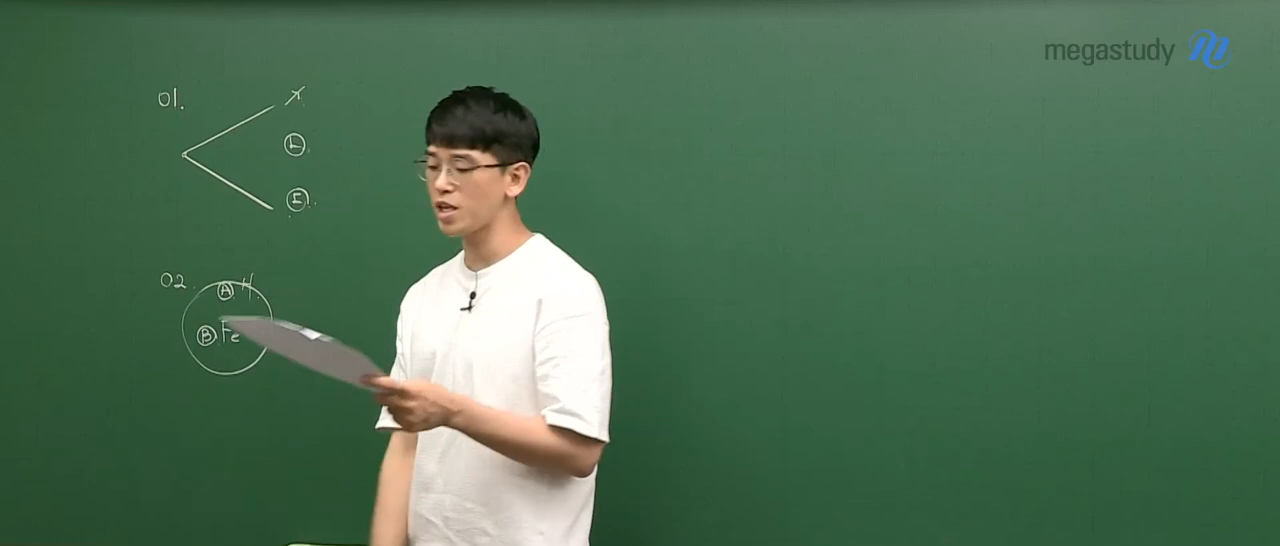 megastudy
01.
ㄴ.
ㄷ.
02.
Ⓐ H.
Ⓑ Fe